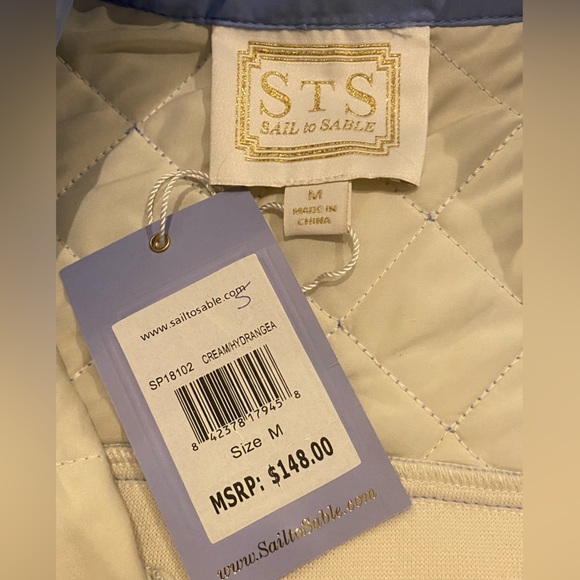 STS
SAIL to SABLE
M
MADE IN
CHINA
www.sailtosable.com
SP18102 CREAM/HYDRANGEA
8 42378 17945 8
Size M
MSRP: $148.00
www.SailtoSable.com